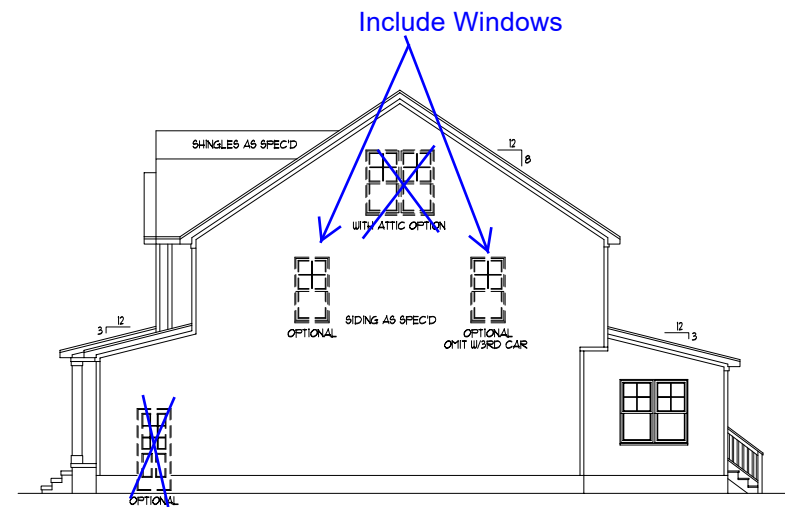 Include Windows
SHINGLES AS SPEC'D
12
8
WITH ATTIC OPTION
12
3
OPTIONAL
SIDING AS SPEC'D
OPTIONAL
OMIT W/3RD CAR
12
3
OPTIONAL